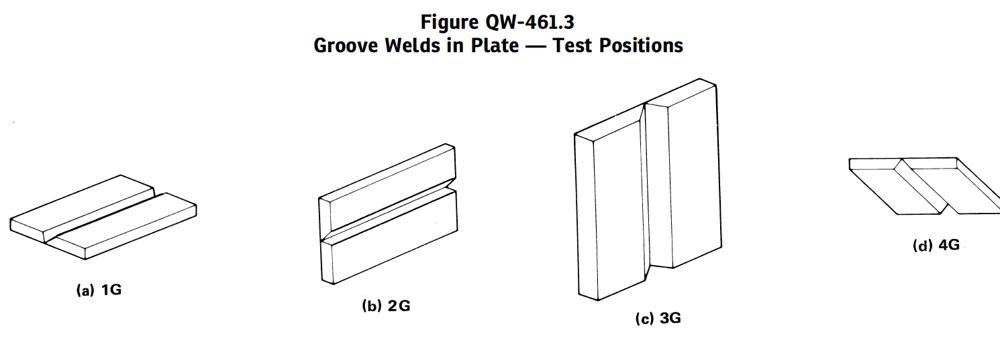 Figure QW-461.3
Groove Welds in Plate — Test Positions
(a) 1G
(b) 2G
(c) 3G
(d) 4G